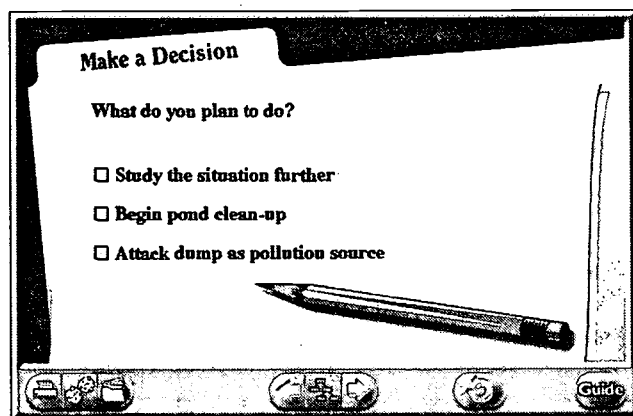 Make a Decision
What do you plan to do?
☐ Study the situation further
☐ Begin pond clean-up
☐ Attack dump as pollution source
Guide